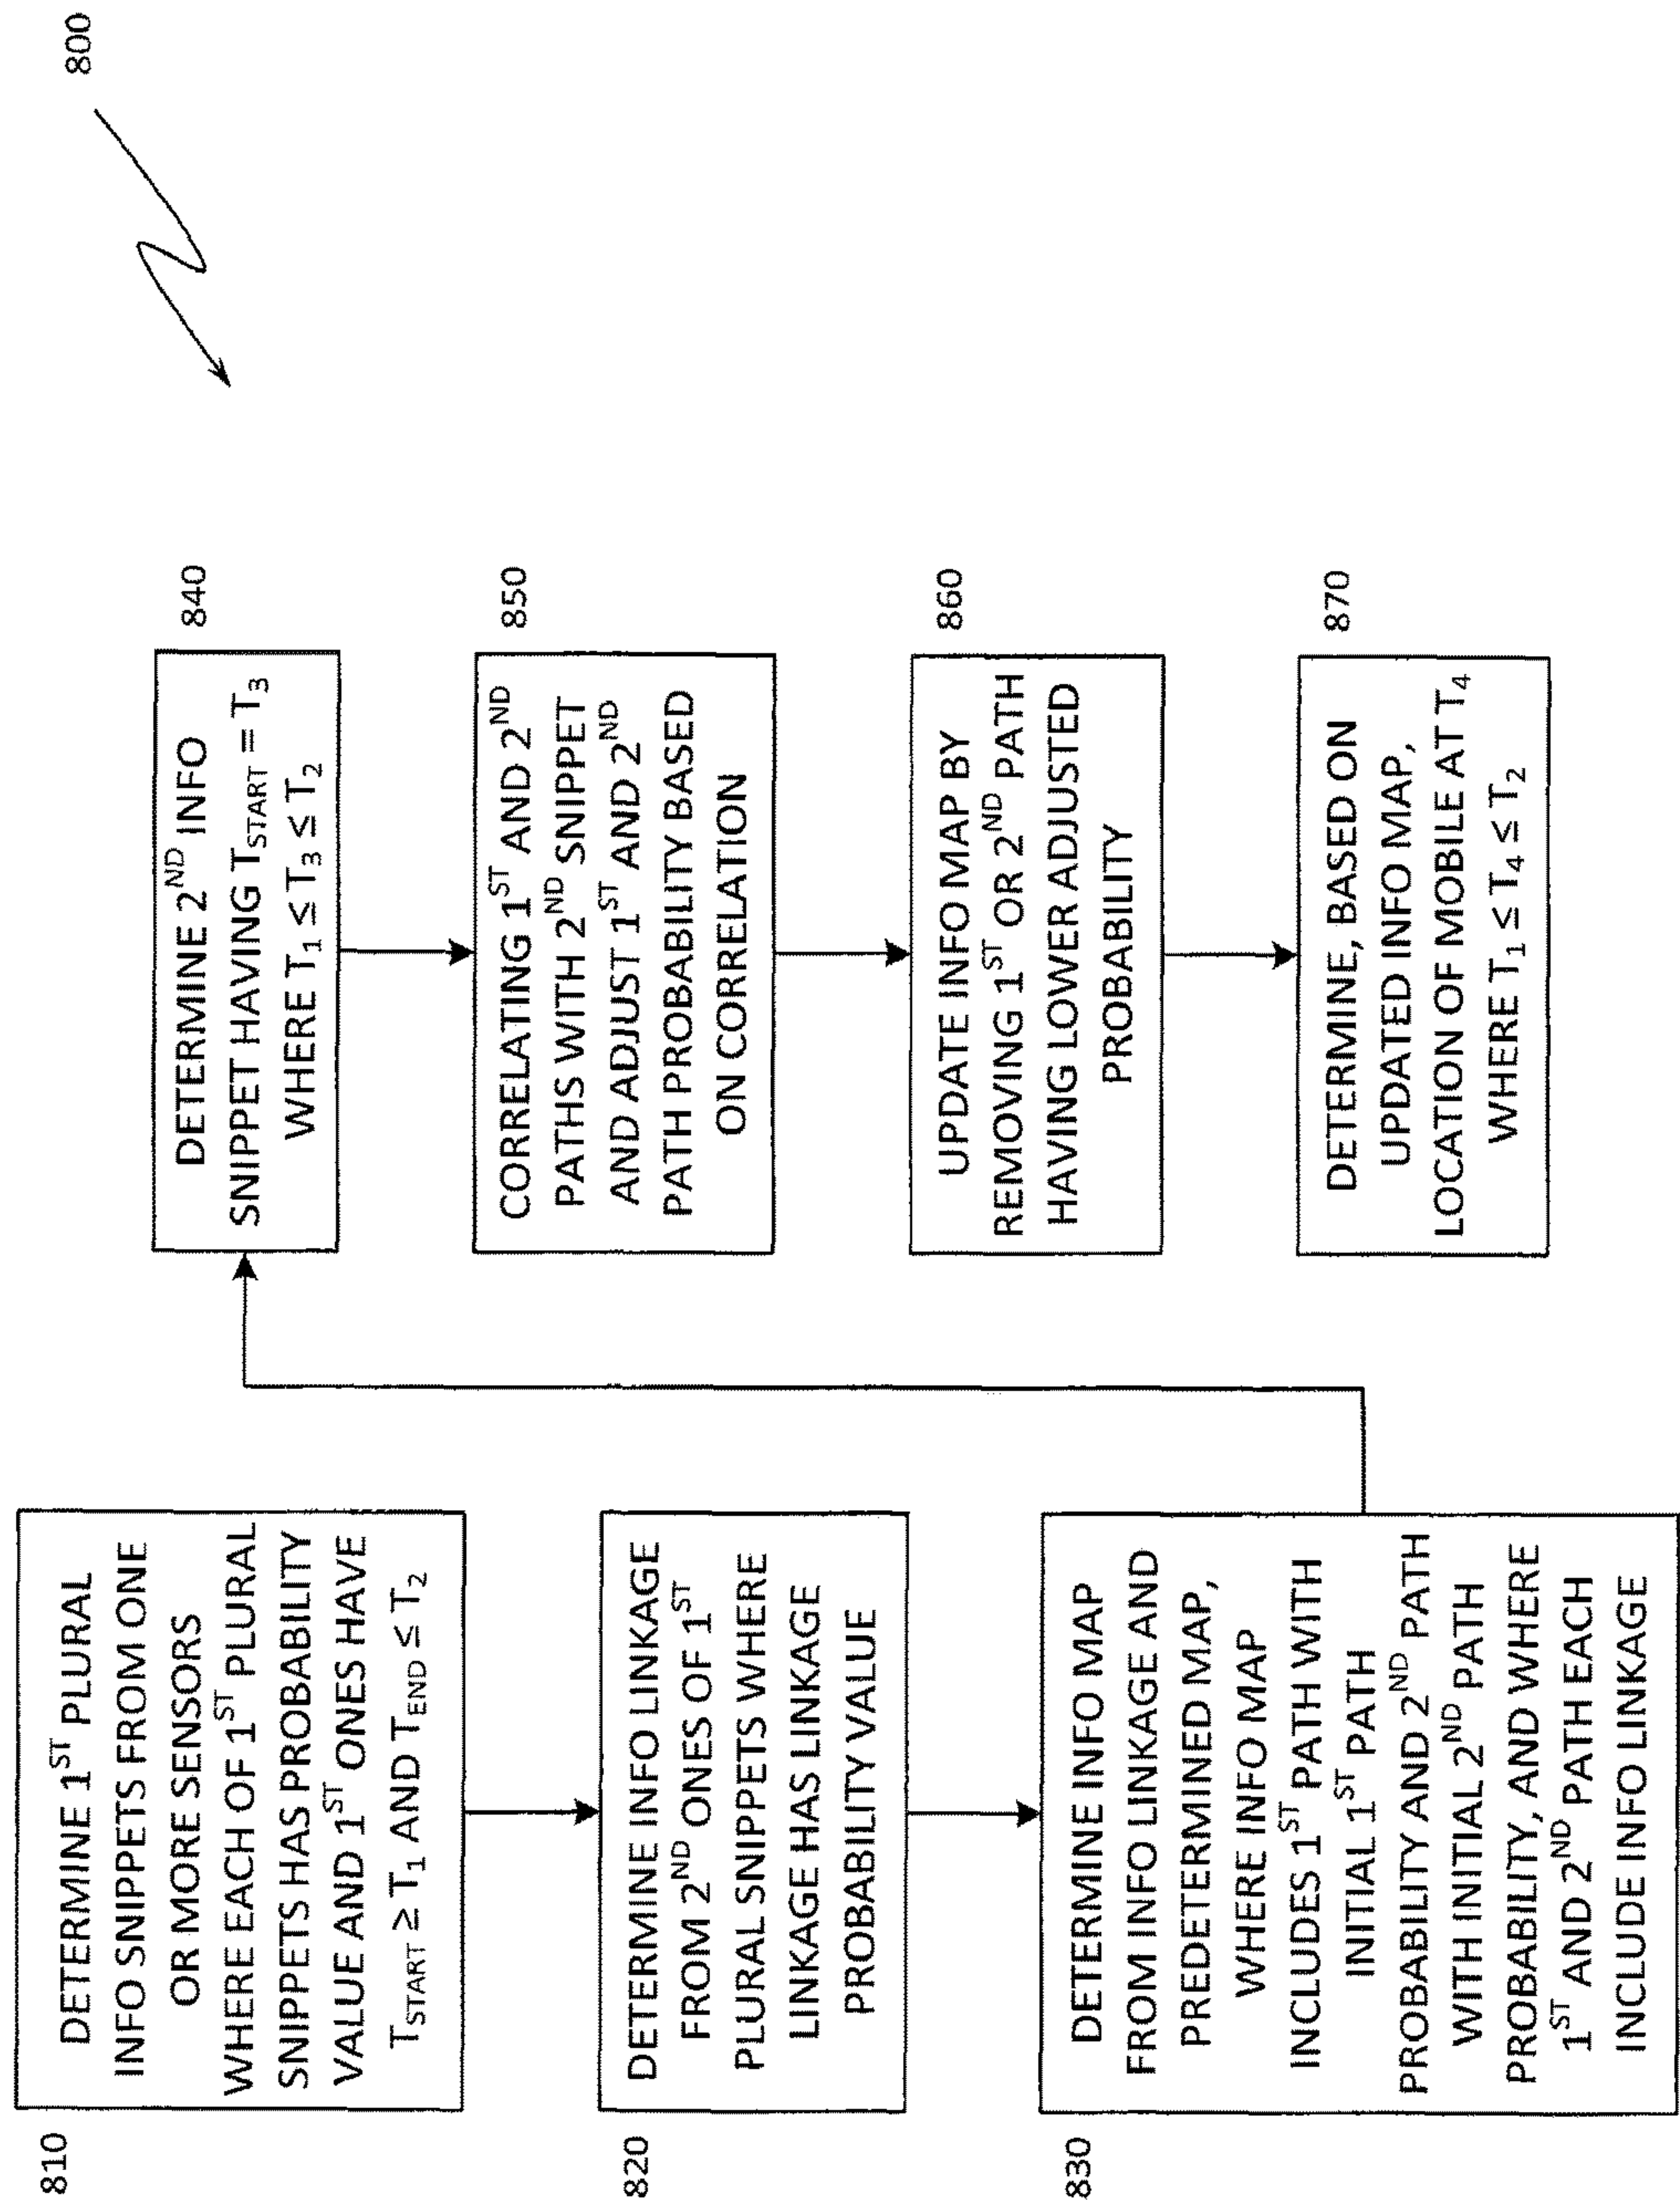 800
810
DETERMINE 1ST PLURAL
INFO SNIPPETS FROM ONE
OR MORE SENSORS
WHERE EACH OF 1ST PLURAL
SNIPPETS HAS PROBABILITY
VALUE AND 1ST ONES HAVE
TSTART ≥ T1 AND TEND ≤ T2
820
DETERMINE INFO LINKAGE
FROM 2ND ONES OF 1ST
PLURAL SNIPPETS WHERE
LINKAGE HAS LINKAGE
PROBABILITY VALUE
830
DETERMINE INFO MAP
FROM INFO LINKAGE AND
PREDETERMINED MAP,
WHERE INFO MAP
INCLUDES 1ST PATH WITH
INITIAL 1ST PATH
PROBABILITY AND 2ND PATH
WITH INITIAL 2ND PATH
PROBABILITY, AND WHERE
1ST AND 2ND PATH EACH
INCLUDE INFO LINKAGE
840
DETERMINE 2ND INFO
SNIPPET HAVING TSTART = T3
WHERE T1 ≤ T3 ≤ T2
850
CORRELATING 1ST AND 2ND
PATHS WITH 2ND SNIPPET
AND ADJUST 1ST AND 2ND
PATH PROBABILITY BASED
ON CORRELATION
860
UPDATE INFO MAP BY
REMOVING 1ST OR 2ND PATH
HAVING LOWER ADJUSTED
PROBABILITY
870
DETERMINE, BASED ON
UPDATED INFO MAP,
LOCATION OF MOBILE AT T4
WHERE T1 ≤ T4 ≤ T2